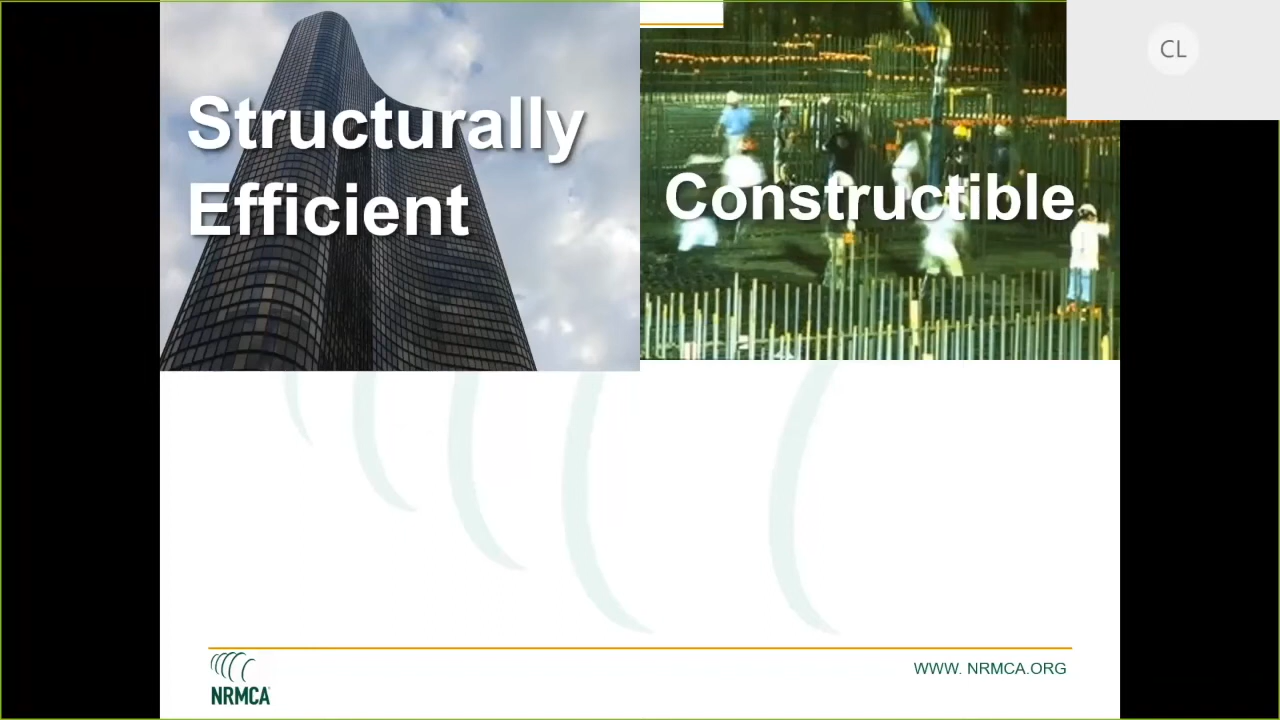 Structurally
Efficient
Constructible
CL
NRMCA
WWW. NRMCA.ORG